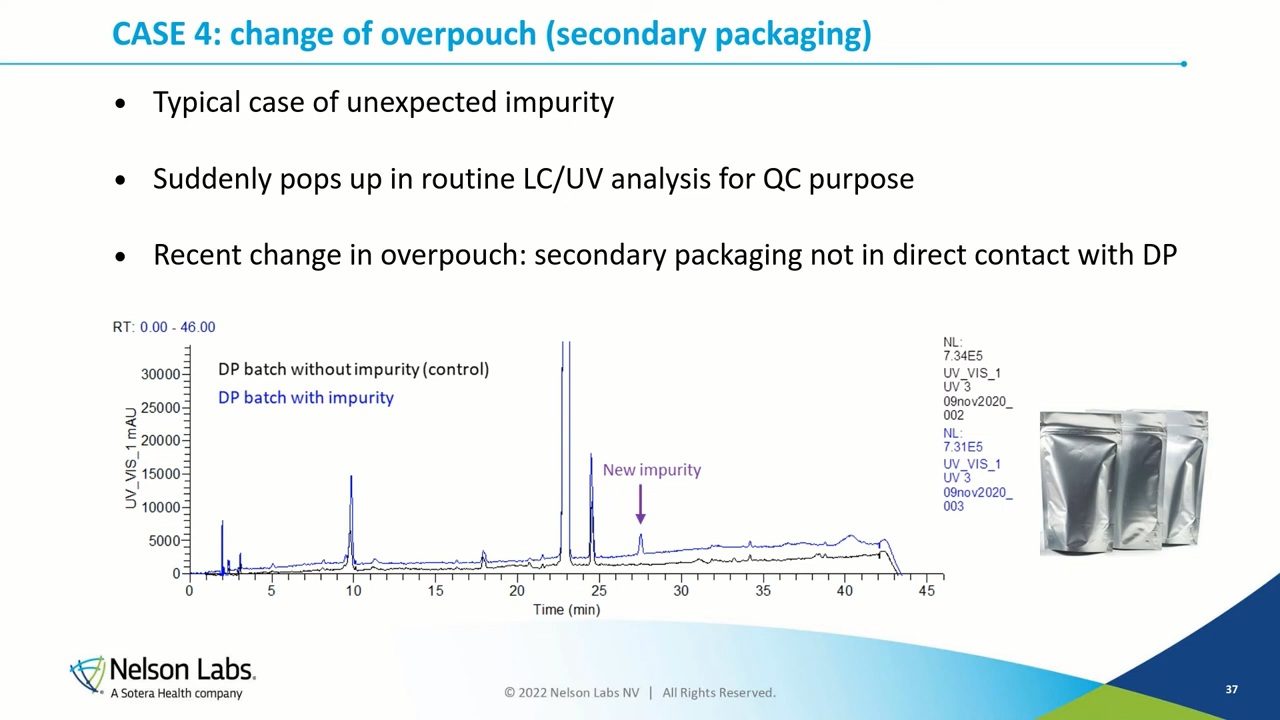 CASE 4: change of overpouch (secondary packaging)
• Typical case of unexpected impurity
• Suddenly pops up in routine LC/UV analysis for QC purpose
• Recent change in overpouch: secondary packaging not in direct contact with DP
RT: 0.00 - 46.00
DP batch without impurity (control)
DP batch with impurity
New impurity
UV_VIS_1 mAU
30000
25000
20000
15000
10000
5000
0
0 5 10 15 20 25 30 35 40 45
Time (min)
NL:
7.34E5
UV_VIS_1
UV 3
09nov2020_
002
NL:
7.31E5
UV_VIS_1
UV 3
09nov2020_
003
Nelson Labs.
A Sotera Health company
© 2022 Nelson Labs NV | All Rights Reserved.
37